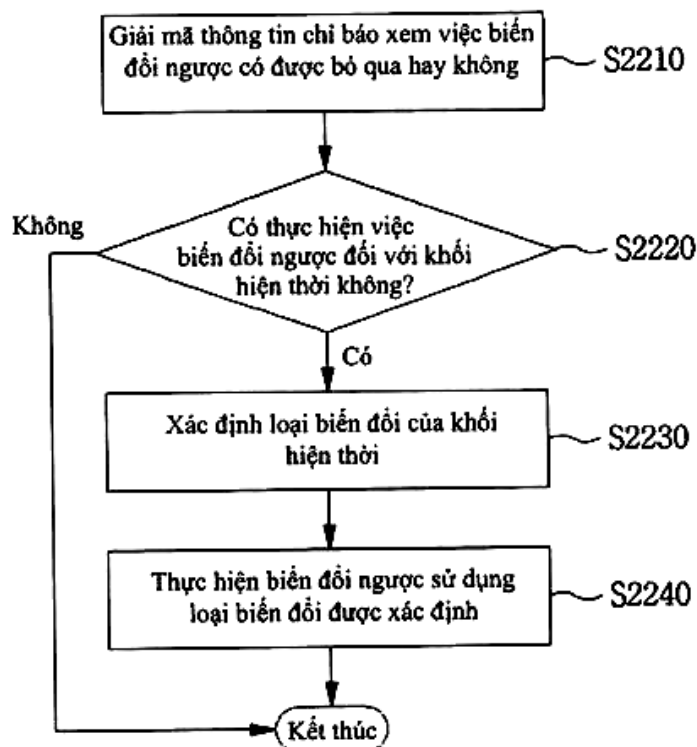 Giải mã thông tin chỉ báo xem việc biến
đổi ngược có được bỏ qua hay không
S2210
Không
Có thực hiện việc
biến đổi ngược đối với khối
hiện thời không?
S2220
Có
Xác định loại biến đổi của khối
hiện thời
S2230
Thực hiện biến đổi ngược sử dụng
loại biến đổi được xác định
S2240
Kết thúc